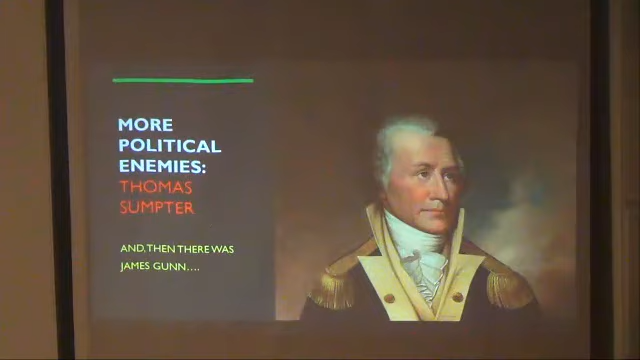 MORE
POLITICAL
ENEMIES:
THOMAS
SUMPTER
AND, THEN THERE WAS
JAMES GUNN....